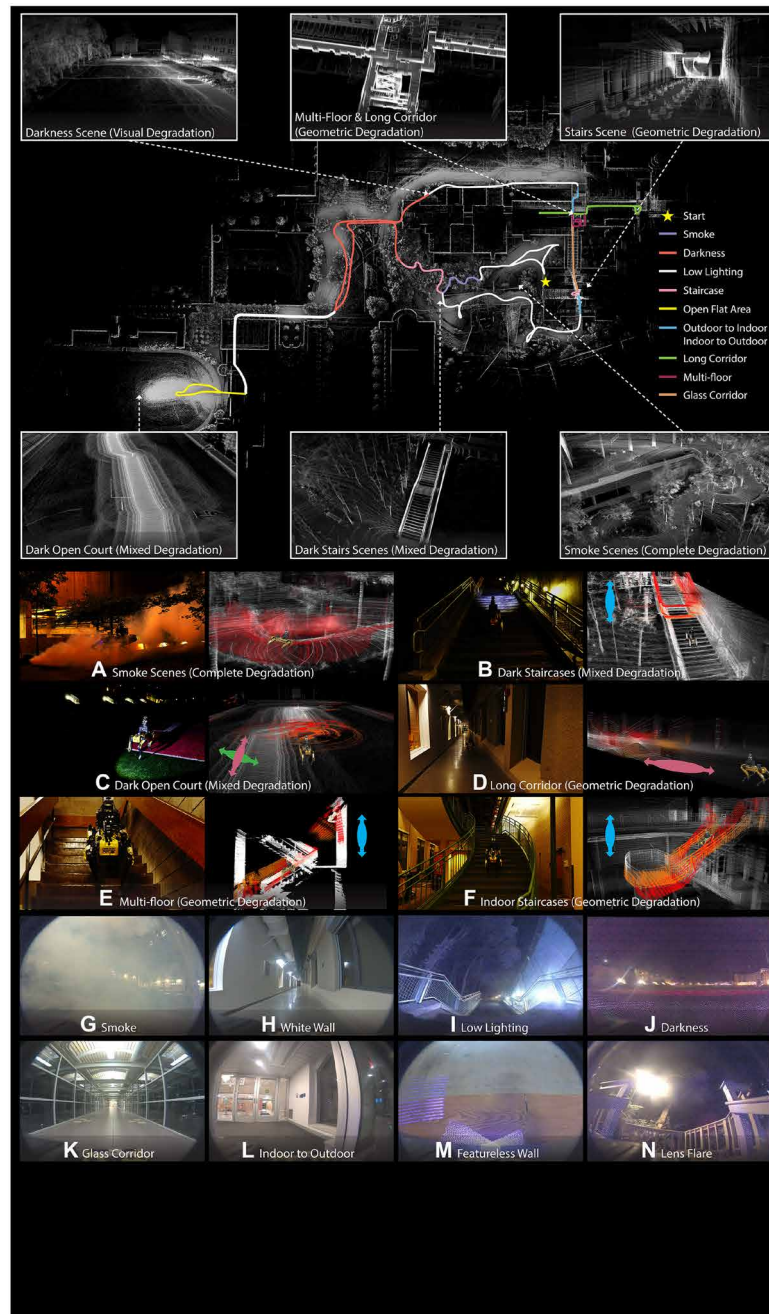 Darkness Scene (Visual Degradation)
Multi-Floor & Long Corridor
(Geometric Degradation)
Stairs Scene (Geometric Degradation)
Start
Smoke
Darkness
Low Lighting
Staircase
Open Flat Area
Outdoor to Indoor
Indoor to Outdoor
Long Corridor
Multi-floor
Glass Corridor
Dark Open Court (Mixed Degradation)
Dark Stairs Scenes (Mixed Degradation)
Smoke Scenes (Complete Degradation)
A Smoke Scenes (Complete Degradation)
B Dark Staircases (Mixed Degradation)
C Dark Open Court (Mixed Degradation)
D Long Corridor (Geometric Degradation)
E Multi-floor (Geometric Degradation)
F Indoor Staircases (Geometric Degradation)
G Smoke
H White Wall
I Low Lighting
J Darkness
K Glass Corridor
L Indoor to Outdoor
M Featureless Wall
N Lens Flare